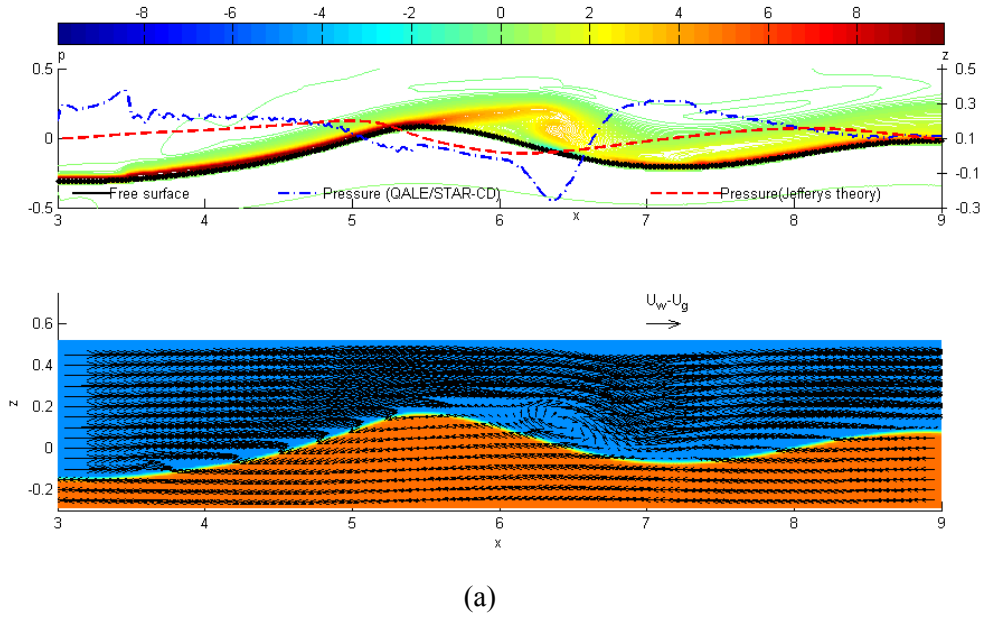 -8 -6 -4 -2 0 2 4 6 8
p z
0.5 0.5
0.3
0 0.1
-0.1
Free surface Pressure (QALE/STAR-CD) Pressure(Jefferys theory)
-0.5 -0.3
3 4 5 6 x 7 8 9
U_w-U_g
0.6
0.4
z
0.2
0
-0.2
3 4 5 6 7 8 9
x
(a)